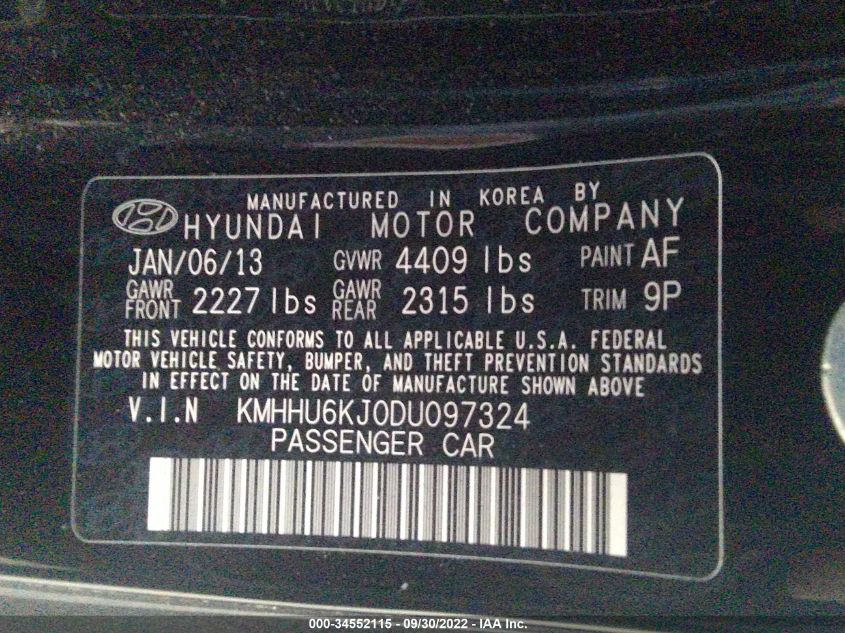 MANUFACTURED IN KOREA BY
HYUNDAI MOTOR COMPANY
JAN/06/13 GVWR 4409 lbs PAINT AF
GAWR FRONT 2227 lbs GAWR REAR 2315 lbs TRIM 9P
THIS VEHICLE CONFORMS TO ALL APPLICABLE U.S.A. FEDERAL
MOTOR VEHICLE SAFETY, BUMPER, AND THEFT PREVENTION STANDARDS
IN EFFECT ON THE DATE OF MANUFACTURE SHOWN ABOVE
V.I.N KMHHU6KJ0DU097324
PASSENGER CAR
000-34552115 - 09/30/2022 - IAA Inc.